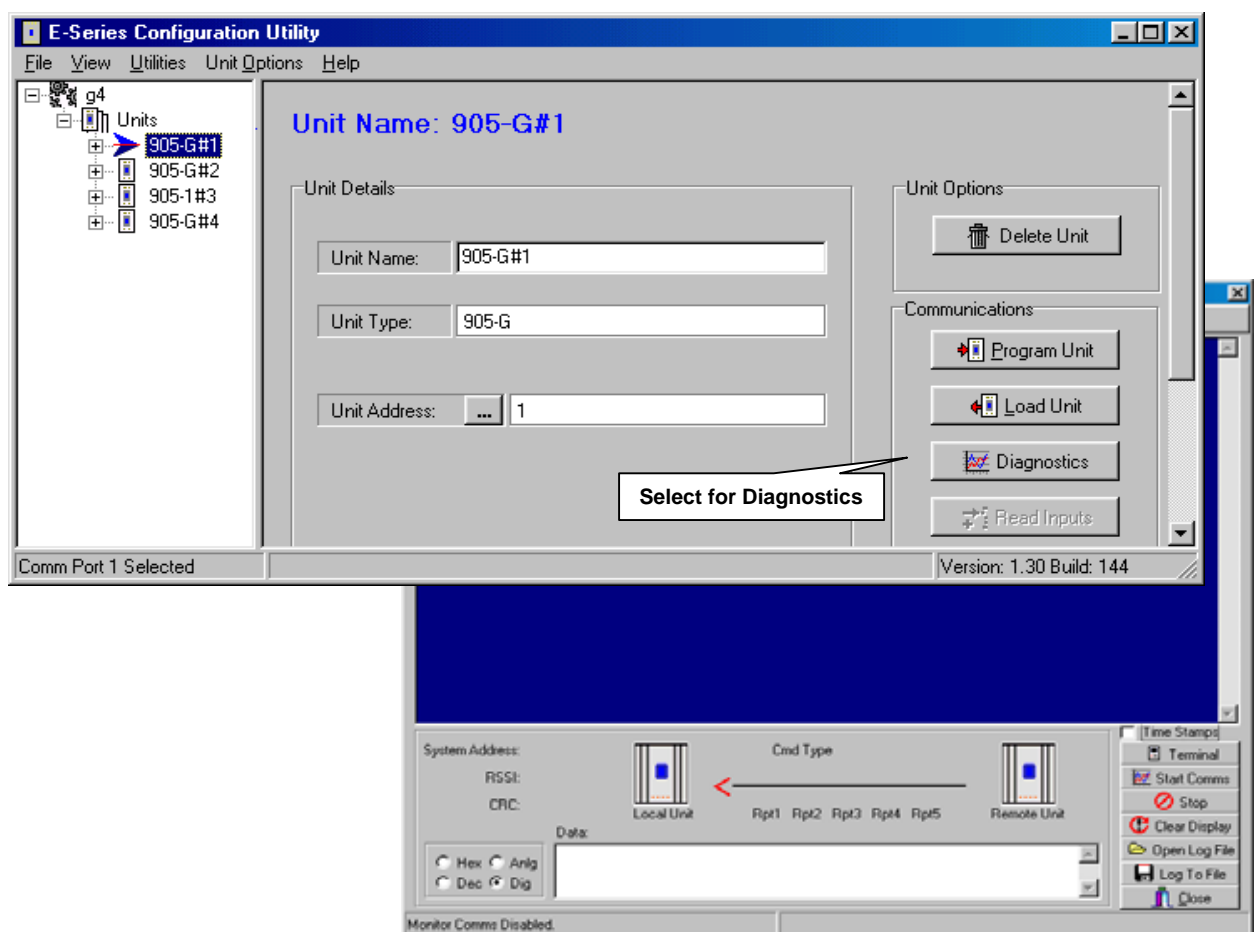 E-Series Configuration Utility
File View Utilities Unit Options Help
g4
Units
905-G#1
905-G#2
905-1#3
905-G#4
Unit Name: 905-G#1
Unit Details
Unit Name: 905-G#1
Unit Type: 905-G
Unit Address: ... 1
Unit Options
Delete Unit
Communications
Program Unit
Load Unit
Diagnostics
Read Inputs
Select for Diagnostics
Comm Port 1 Selected
Version: 1.30 Build: 144
System Address:
RSSI:
CRC:
Local Unit
Cmd Type
Rpt1 Rpt2 Rpt3 Rpt4 Rpt5
Remote Unit
Data:
Hex Anlg
Dec Dig
Time Stamps
Terminal
Start Comms
Stop
Clear Display
Open Log File
Log To File
Close
Monitor Comms Disabled.